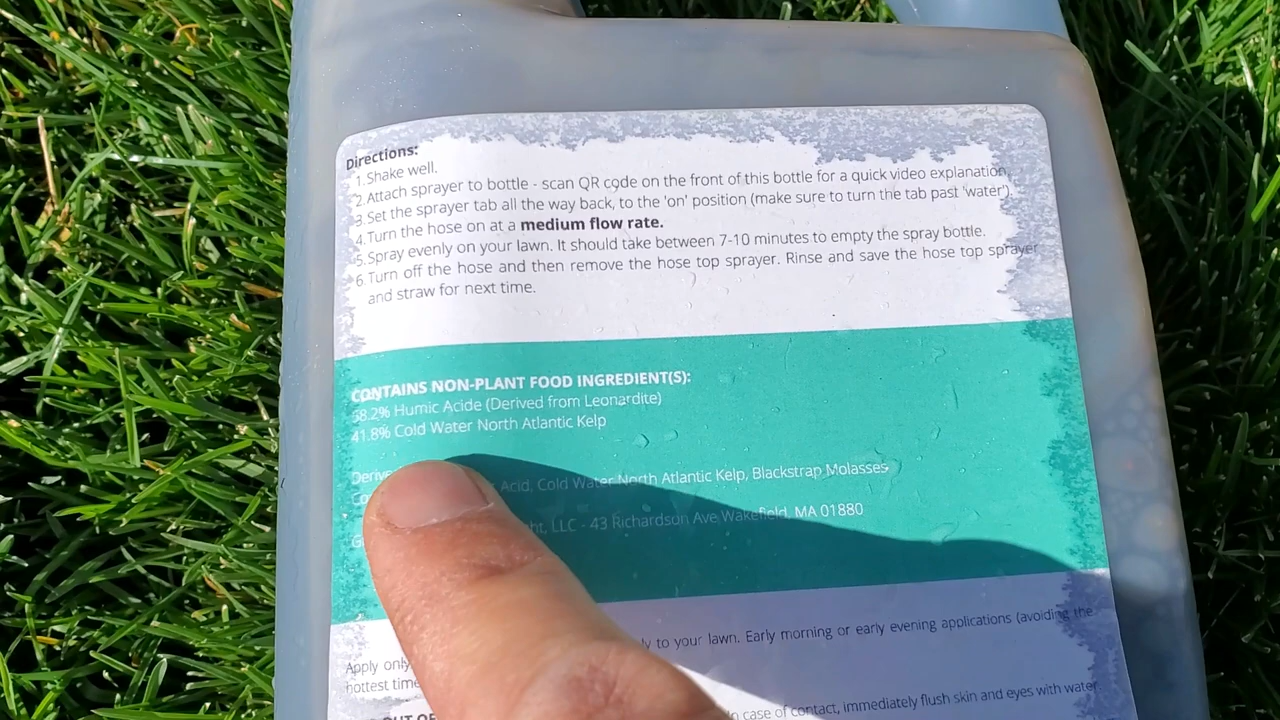 Directions:
1. Shake well.
2. Attach sprayer to bottle - scan QR code on the front of this bottle for a quick video explanation.
3. Set the sprayer tab all the way back, to the 'on' position (make sure to turn the tab past 'water').
4. Turn the hose on at a medium flow rate.
5. Spray evenly on your lawn. It should take between 7-10 minutes to empty the spray bottle.
6. Turn off the hose and then remove the hose top sprayer. Rinse and save the hose top sprayer
and straw for next time.
CONTAINS NON-PLANT FOOD INGREDIENT(S):
58.2% Humic Acide (Derived from Leonardite)
41.8% Cold Water North Atlantic Kelp
Acid, Cold Water North Atlantic Kelp, Blackstrap Molasses
LLC - 43 Richardson Ave Wakefield, MA 01880
to your lawn. Early morning or early evening applications (avoiding the
Apply only
hottest time
in case of contact, immediately flush skin and eyes with water
OUT OF